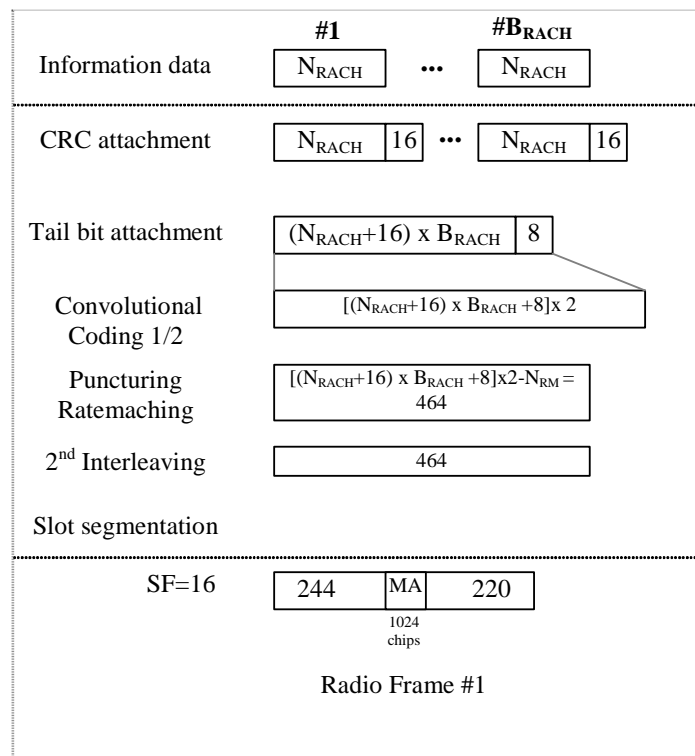 #1 #B_RACH
Information data N_RACH ... N_RACH
CRC attachment N_RACH 16 ... N_RACH 16
Tail bit attachment (N_RACH+16) x B_RACH 8
Convolutional
Coding 1/2
[(N_RACH+16) x B_RACH +8]x 2
Puncturing
Ratemaching
[(N_RACH+16) x B_RACH +8]x2-N_RM =
464
2nd Interleaving 464
Slot segmentation
SF=16 244 MA 220
1024
chips
Radio Frame #1